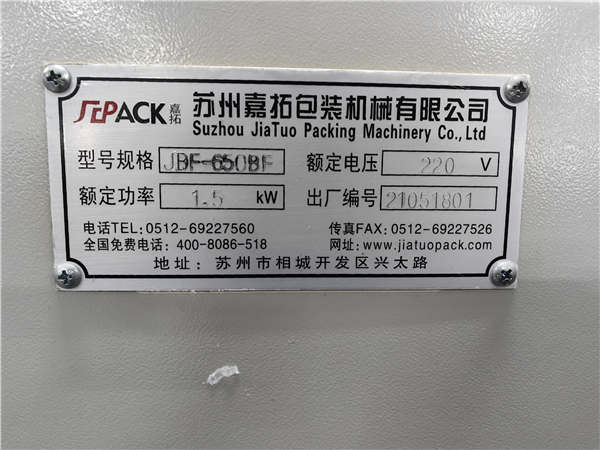 JEPACK 嘉拓 苏州嘉拓包装机械有限公司
Suzhou JiaTuo Packing Machinery Co.,Ltd
型号规格 JBF-650BF 额定电压 220 V
额定功率 1.5 kW 出厂编号 21051801
电话TEL:0512-69227560 传真FAX:0512-69227526
全国免费电话: 400-8086-518 网址: www.jiatuopack.com
地址: 苏州市相城开发区兴太路